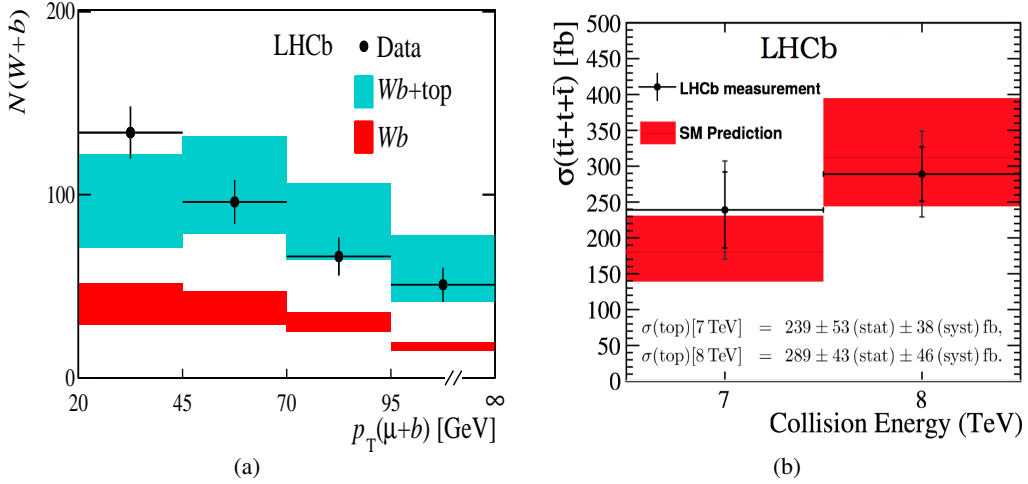 N(W+b)
200
100
0
LHCb
Data
Wb+top
Wb
20 45 70 95 ∞
p_T(μ+b) [GeV]
(a)
σ(tt̄+t+t̄) [fb]
500
450
400
350
300
250
200
150
100
50
0
LHCb
LHCb measurement
SM Prediction
σ(top)[7 TeV] = 239 ± 53 (stat) ± 38 (syst) fb,
σ(top)[8 TeV] = 289 ± 43 (stat) ± 46 (syst) fb.
7 8
Collision Energy (TeV)
(b)